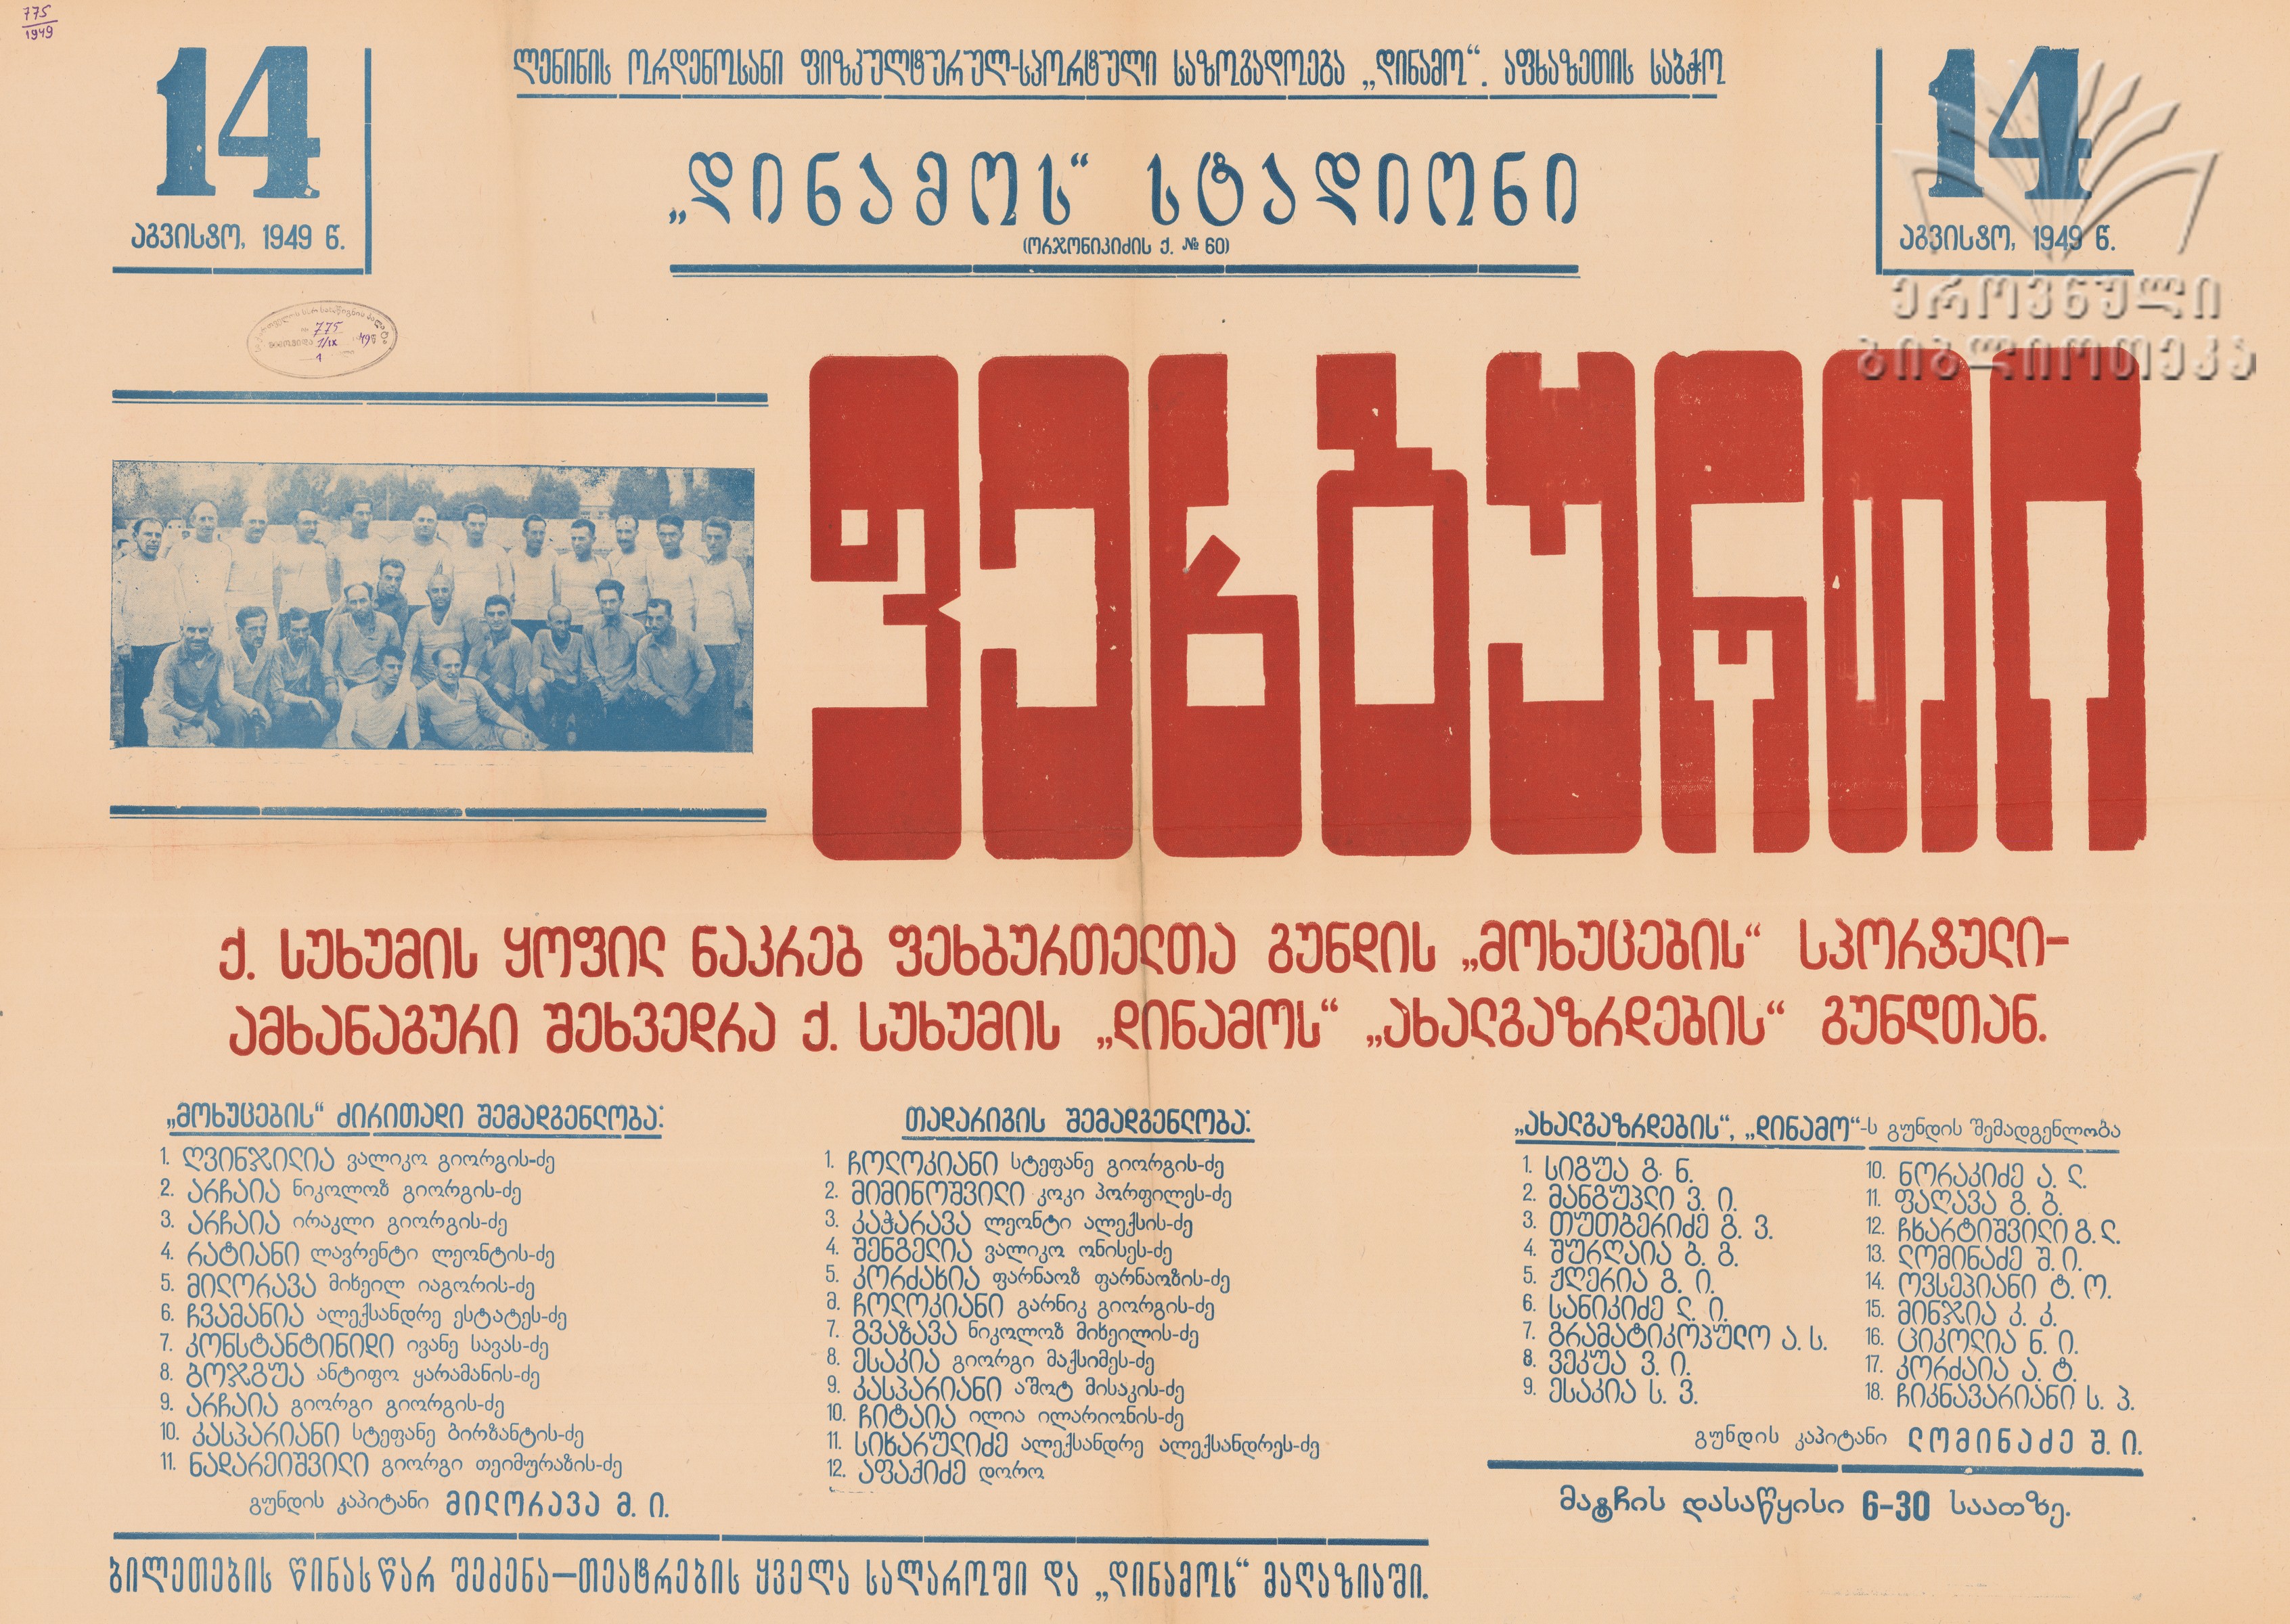 775
1949
ლენინის ორდენოსანი ფიზკულტურულ-სპორტული საზოგადოება „დინამო“. აფხაზეთის საბჭო
14
აგვისტო, 1949 წ.
„დინამოს“ სტადიონი
(ორჯონიკიძის ქ. № 60)
14
აგვისტო, 1949 წ.
ეროვნული
ბიბლიოთეკა
775
1/IX 1949
1
ფეხბურთი
ქ. სუხუმის ყოფილ ნაკრებ ფეხბურთელთა გუნდის „მოხუცების“ სპორტული-
ამხანაგური შეხვედრა ქ. სუხუმის „დინამოს“ „ახალგაზრდების“ გუნდთან.
„მოხუცების“ ძირითადი შემადგენლობა:
1. ღვინჯილია ვალიკო გიორგის-ძე
2. არჩაია ნიკოლოზ გიორგის-ძე
3. არჩაია ირაკლი გიორგის-ძე
4. რატიანი ლავრენტი ლეონტის-ძე
5. მილორავა მიხეილ იაგორის-ძე
6. ჩვამანია ალექსანდრე ესტატეს-ძე
7. კონსტანტინიდი ივანე სავას-ძე
8. ბოჯგუა ანტიფო ყარამანის-ძე
9. არჩაია გიორგი გიორგის-ძე
10. კასპარიანი სტეფანე ბირზანტის-ძე
11. ნადარეიშვილი გიორგი თეიმურაზის-ძე
გუნდის კაპიტანი მილორავა მ. ი.
თადარიგის შემადგენლობა:
1. ჩოლოკიანი სტეფანე გიორგის-ძე
2. მიმინოშვილი კოკი პორფილეს-ძე
3. კაჭარავა ლეონტი ალექსის-ძე
4. შენგელია ვალიკო ონისეს-ძე
5. კორძახია ფარნაოზ ფარნაოზის-ძე
მ. ჩოლოკიანი გარნიკ გიორგის-ძე
7. გვაზავა ნიკოლოზ მიხეილის-ძე
8. ესაკია გიორგი მაქსიმეს-ძე
9. კასპარიანი აშოტ მისაკის-ძე
10. ჩიტაია ილია ილარიონის-ძე
11. სიხარულიძე ალექსანდრე ალექსანდრეს-ძე
12. აფაქიძე დორო
„ახალგაზრდების“, „დინამო“-ს გუნდის შემადგენლობა
1. სიგუა გ. ნ.
2. მანგუპლი ვ. ი.
3. თუთბერიძე გ. ვ.
4. შურღაია ბ. გ.
5. ჟღერია გ. ი.
6. სანიკიძე ლ. ი.
7. გრამატიკოპულო ა. ს.
8. ვეკუა ვ. ი.
9. ესაკია ს. ვ.
10. ნორაკიძე ა. ლ.
11. ფაღავა გ. ბ.
12. ჩხარტიშვილი გ. ლ.
13. ლომინაძე შ. ი.
14. ოვსეპიანი ტ. ო.
15. მინჯია კ. კ.
16. ციკოლია ნ. ი.
17. კორძაია ა. ტ.
18. ჩიკნავარიანი ს. პ.
გუნდის კაპიტანი ლომინაძე შ. ი.
მატჩის დასაწყისი 6-30 საათზე.
ბილეთების წინასწარ შეძენა—თეატრების ყველა სალაროში და „დინამოს“ მაღაზიაში.